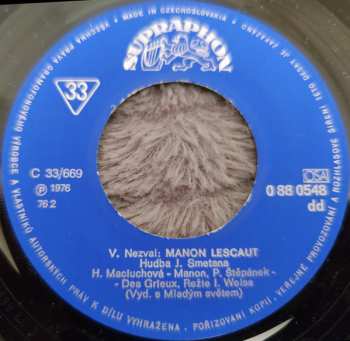 MADE IN CZECHOSLOVAKIA
SUPRAPHON
33
C 33/669
Ⓟ 1976
76 2
OSA
0 88 0548
dd
V. Nezval: MANON LESCAUT
Hudba J. Smetana
H. Maciuchová - Manon, P. Štěpánek -
- Des Grieux, Režie I. Weiss
(Vyd. s Mladým světem)
VŠECHNA PRÁVA GRAMOFONOVÉHO VÝROBCE A VLASTNÍKŮ AUTORSKÝCH PRÁV K DÍLU VYHRAZENA. POŘIZOVÁNÍ KOPIÍ, VEŘEJNÉ PROVOZOVÁNÍ A ROZHLASOVÉ